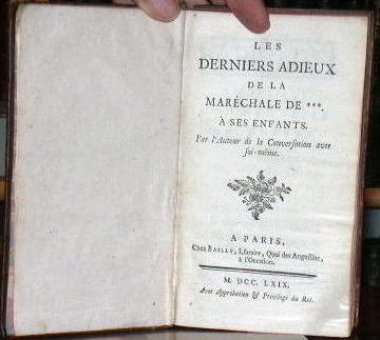 LES
DERNIERS ADIEUX
DE LA
MARÉCHALE DE ***.
À SES ENFANTS.
Par l'Auteur de la Conversation avec
soi-même.
A PARIS,
Chez BAILLY, Libraire, Quai des Augustins,
à l'Occasion.
M. DCC. LXIX.
Avec Approbation & Privilége du Roi.